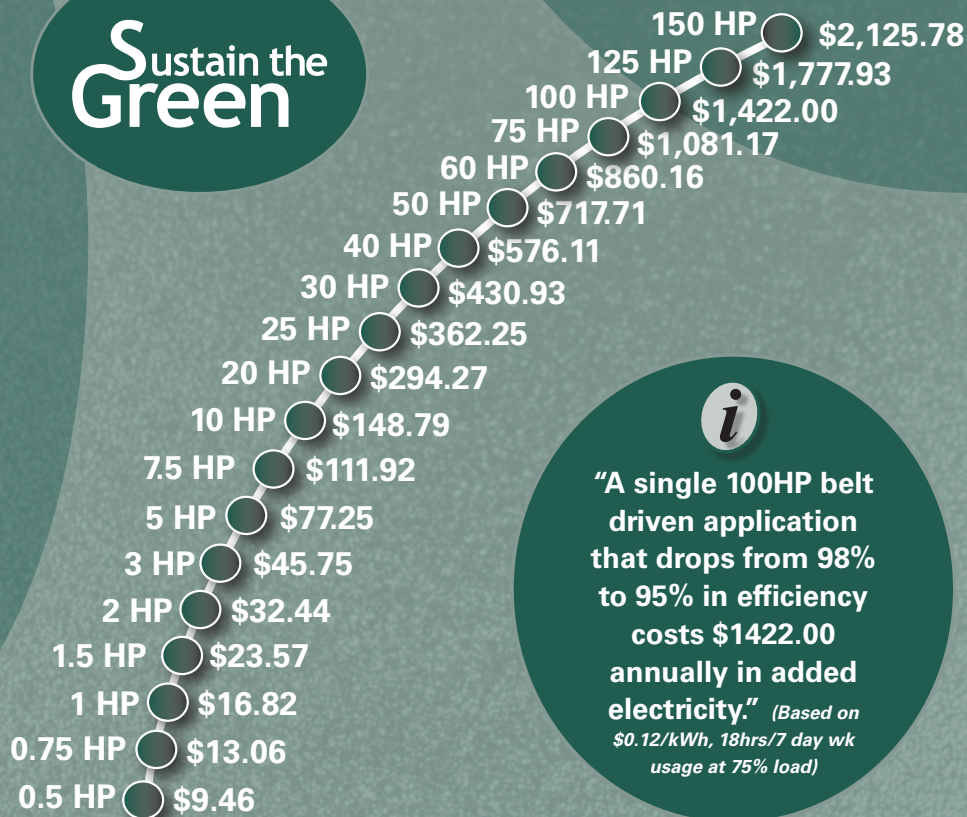 Sustain the
Green
150 HP $2,125.78
125 HP $1,777.93
100 HP $1,422.00
75 HP $1,081.17
60 HP $860.16
50 HP $717.71
40 HP $576.11
30 HP $430.93
25 HP $362.25
20 HP $294.27
10 HP $148.79
7.5 HP $111.92
5 HP $77.25
3 HP $45.75
2 HP $32.44
1.5 HP $23.57
1 HP $16.82
0.75 HP $13.06
0.5 HP $9.46
i
“A single 100HP belt
driven application
that drops from 98%
to 95% in efficiency
costs $1422.00
annually in added
electricity.” (Based on
$0.12/kWh, 18hrs/7 day wk
usage at 75% load)